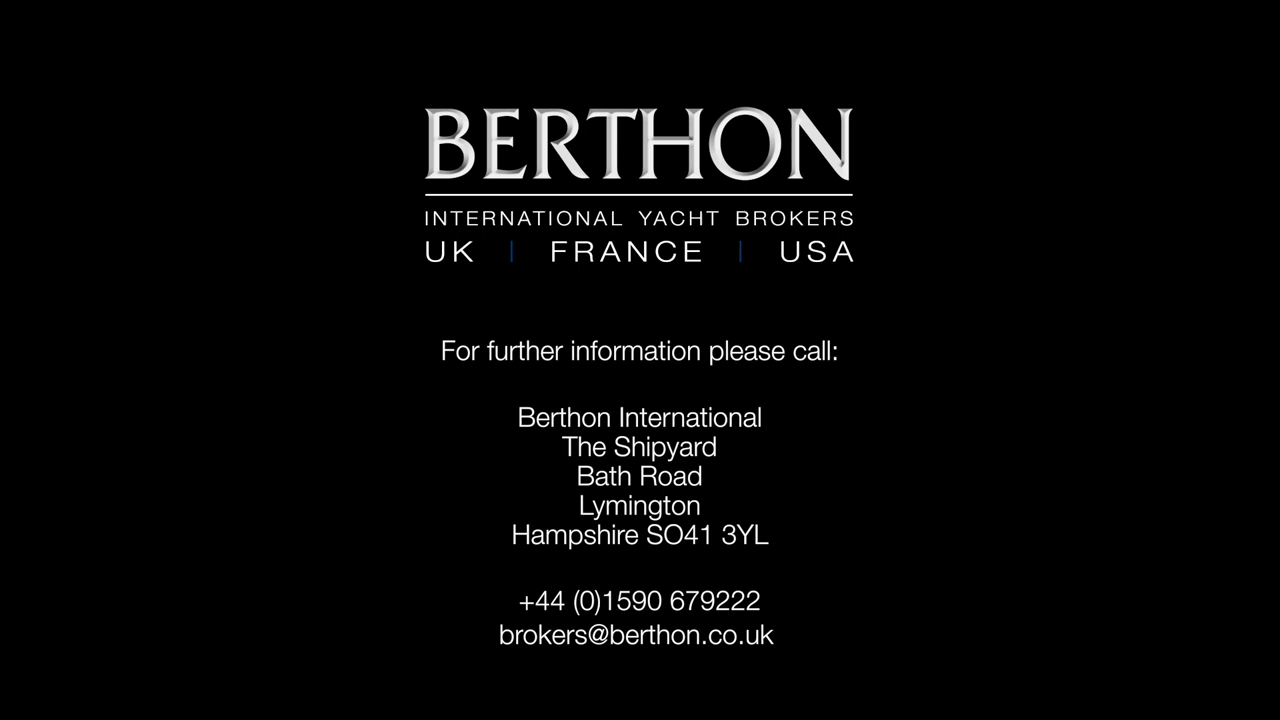 BERTHON
INTERNATIONAL YACHT BROKERS
UK | FRANCE | USA
For further information please call:
Berthon International
The Shipyard
Bath Road
Lymington
Hampshire SO41 3YL
+44 (0)1590 679222
brokers@berthon.co.uk